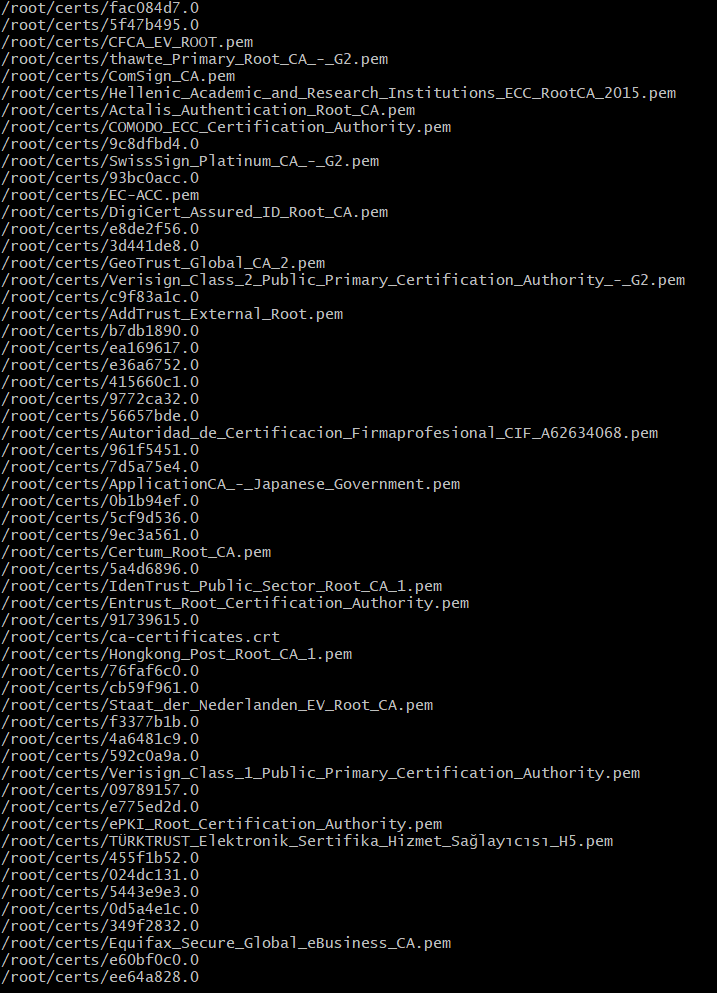 /root/certs/fac084d7.0
/root/certs/5f47b495.0
/root/certs/CFCA_EV_ROOT.pem
/root/certs/thawte_Primary_Root_CA_-_G2.pem
/root/certs/ComSign_CA.pem
/root/certs/Hellenic_Academic_and_Research_Institutions_ECC_RootCA_2015.pem
/root/certs/Actalis_Authentication_Root_CA.pem
/root/certs/COMODO_ECC_Certification_Authority.pem
/root/certs/9c8dfbd4.0
/root/certs/SwissSign_Platinum_CA_-_G2.pem
/root/certs/93bc0acc.0
/root/certs/EC-ACC.pem
/root/certs/DigiCert_Assured_ID_Root_CA.pem
/root/certs/e8de2f56.0
/root/certs/3d441de8.0
/root/certs/GeoTrust_Global_CA_2.pem
/root/certs/Verisign_Class_2_Public_Primary_Certification_Authority_-_G2.pem
/root/certs/c9f83a1c.0
/root/certs/AddTrust_External_Root.pem
/root/certs/b7db1890.0
/root/certs/ea169617.0
/root/certs/e36a6752.0
/root/certs/415660c1.0
/root/certs/9772ca32.0
/root/certs/56657bde.0
/root/certs/Autoridad_de_Certificacion_Firmaprofesional_CIF_A62634068.pem
/root/certs/961f5451.0
/root/certs/7d5a75e4.0
/root/certs/ApplicationCA_-_Japanese_Government.pem
/root/certs/0b1b94ef.0
/root/certs/5cf9d536.0
/root/certs/9ec3a561.0
/root/certs/Certum_Root_CA.pem
/root/certs/5a4d6896.0
/root/certs/IdenTrust_Public_Sector_Root_CA_1.pem
/root/certs/Entrust_Root_Certification_Authority.pem
/root/certs/91739615.0
/root/certs/ca-certificates.crt
/root/certs/Hongkong_Post_Root_CA_1.pem
/root/certs/76faf6c0.0
/root/certs/cb59f961.0
/root/certs/Staat_der_Nederlanden_EV_Root_CA.pem
/root/certs/f3377b1b.0
/root/certs/4a6481c9.0
/root/certs/592c0a9a.0
/root/certs/Verisign_Class_1_Public_Primary_Certification_Authority.pem
/root/certs/09789157.0
/root/certs/e775ed2d.0
/root/certs/ePKI_Root_Certification_Authority.pem
/root/certs/TÜRKTRUST_Elektronik_Sertifika_Hizmet_Sağlayıcısı_H5.pem
/root/certs/455f1b52.0
/root/certs/024dc131.0
/root/certs/5443e9e3.0
/root/certs/0d5a4e1c.0
/root/certs/349f2832.0
/root/certs/Equifax_Secure_Global_eBusiness_CA.pem
/root/certs/e60bf0c0.0
/root/certs/ee64a828.0